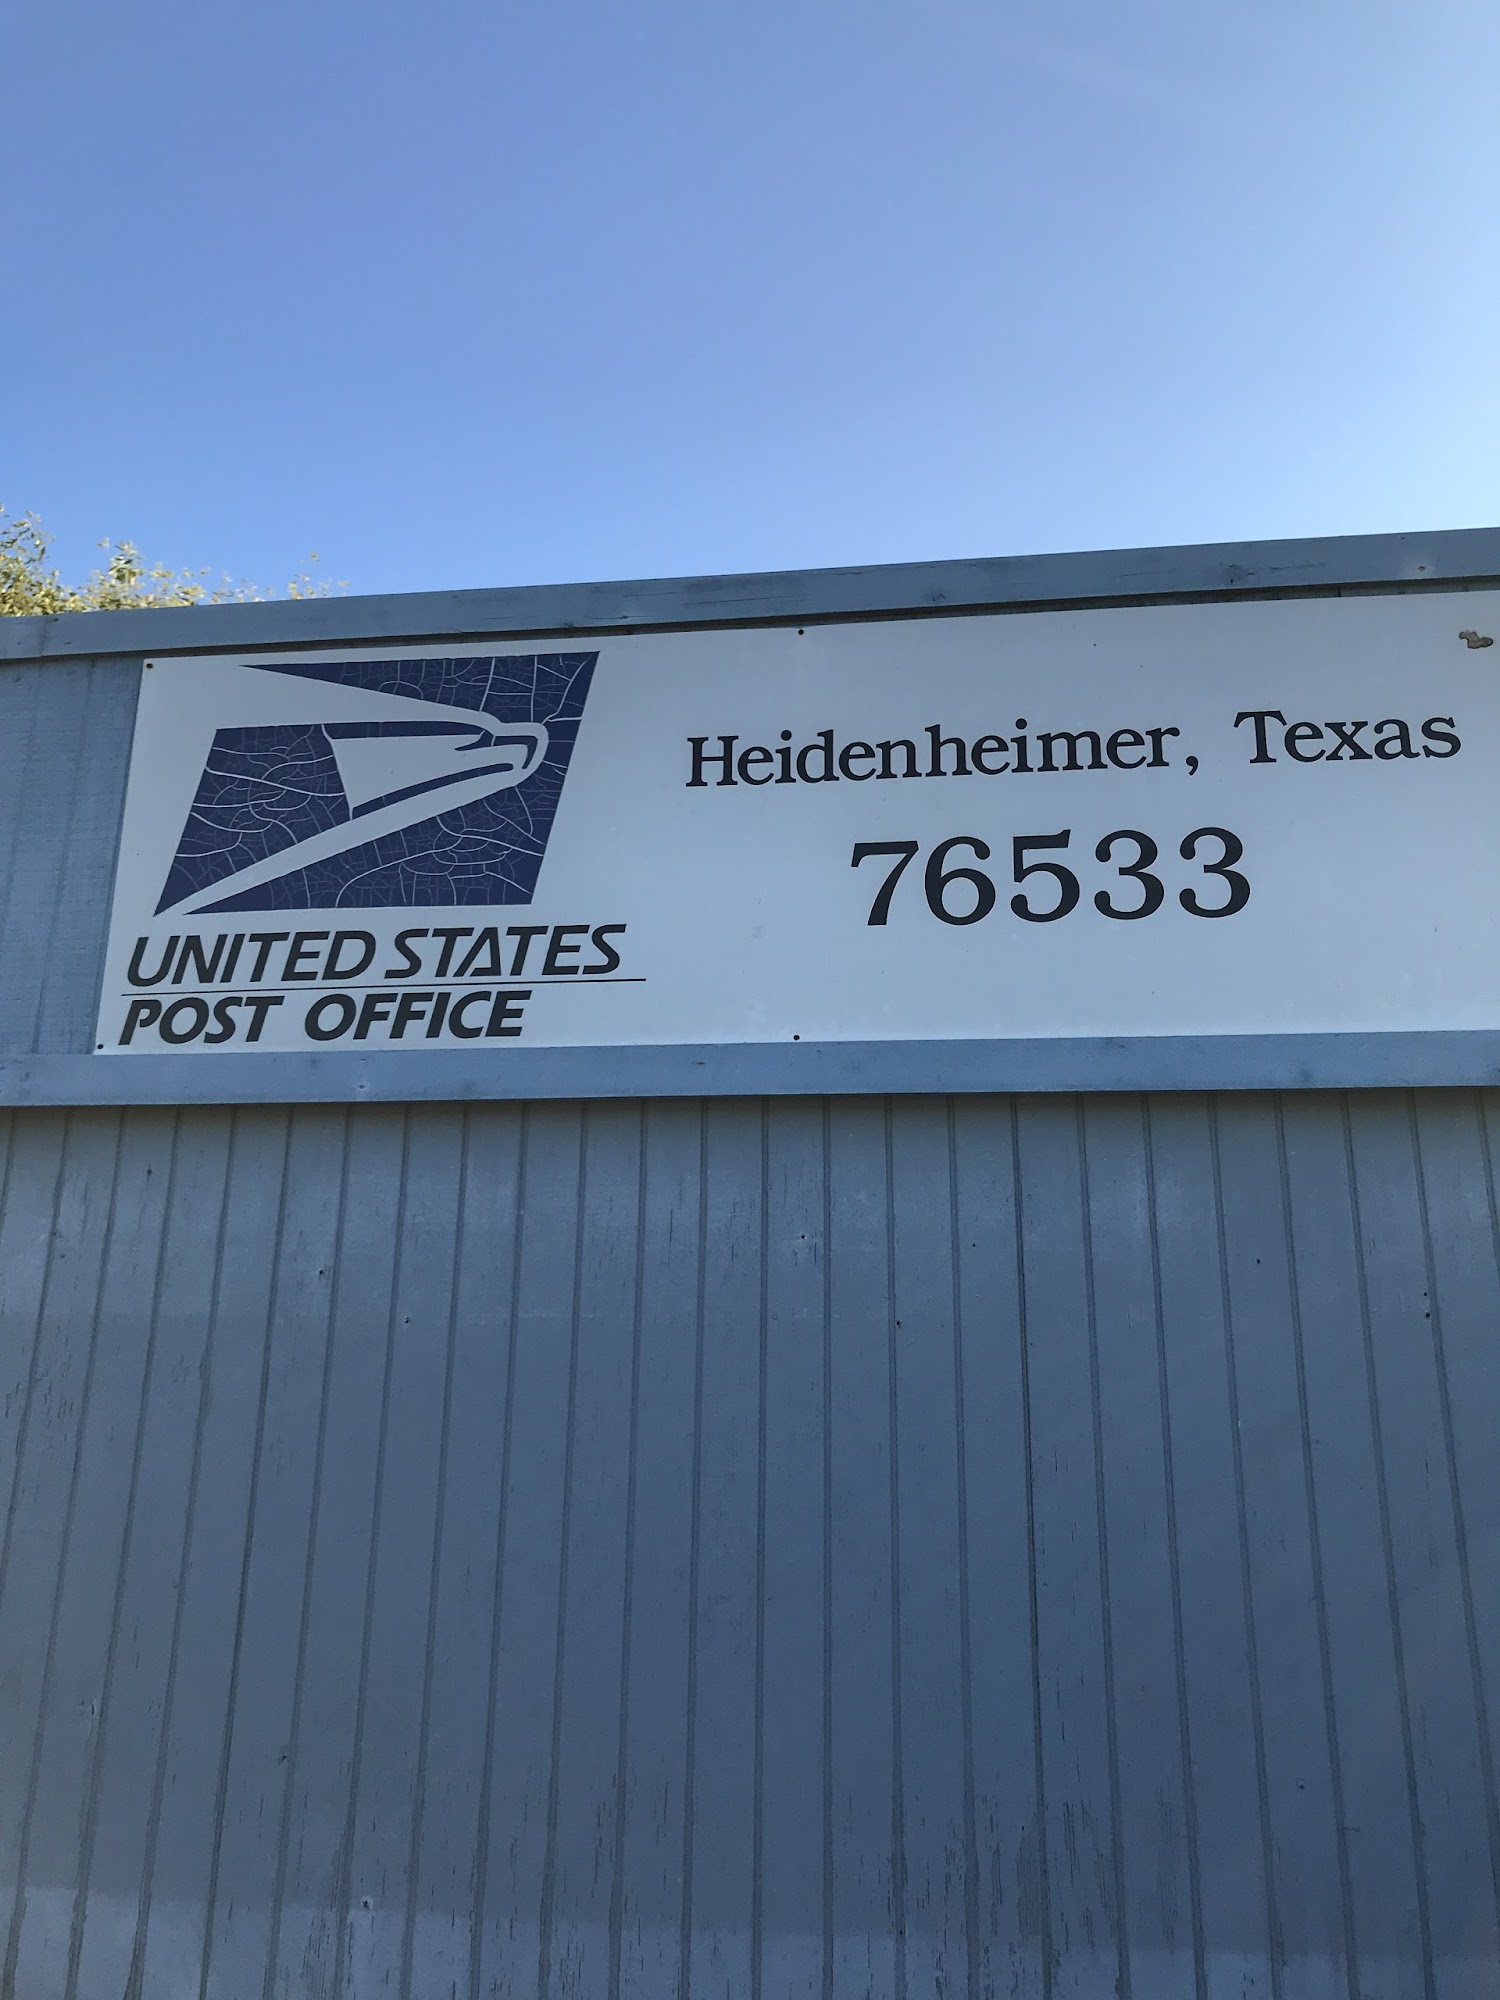 Heidenheimer, Texas
76533
UNITED STATES
POST OFFICE